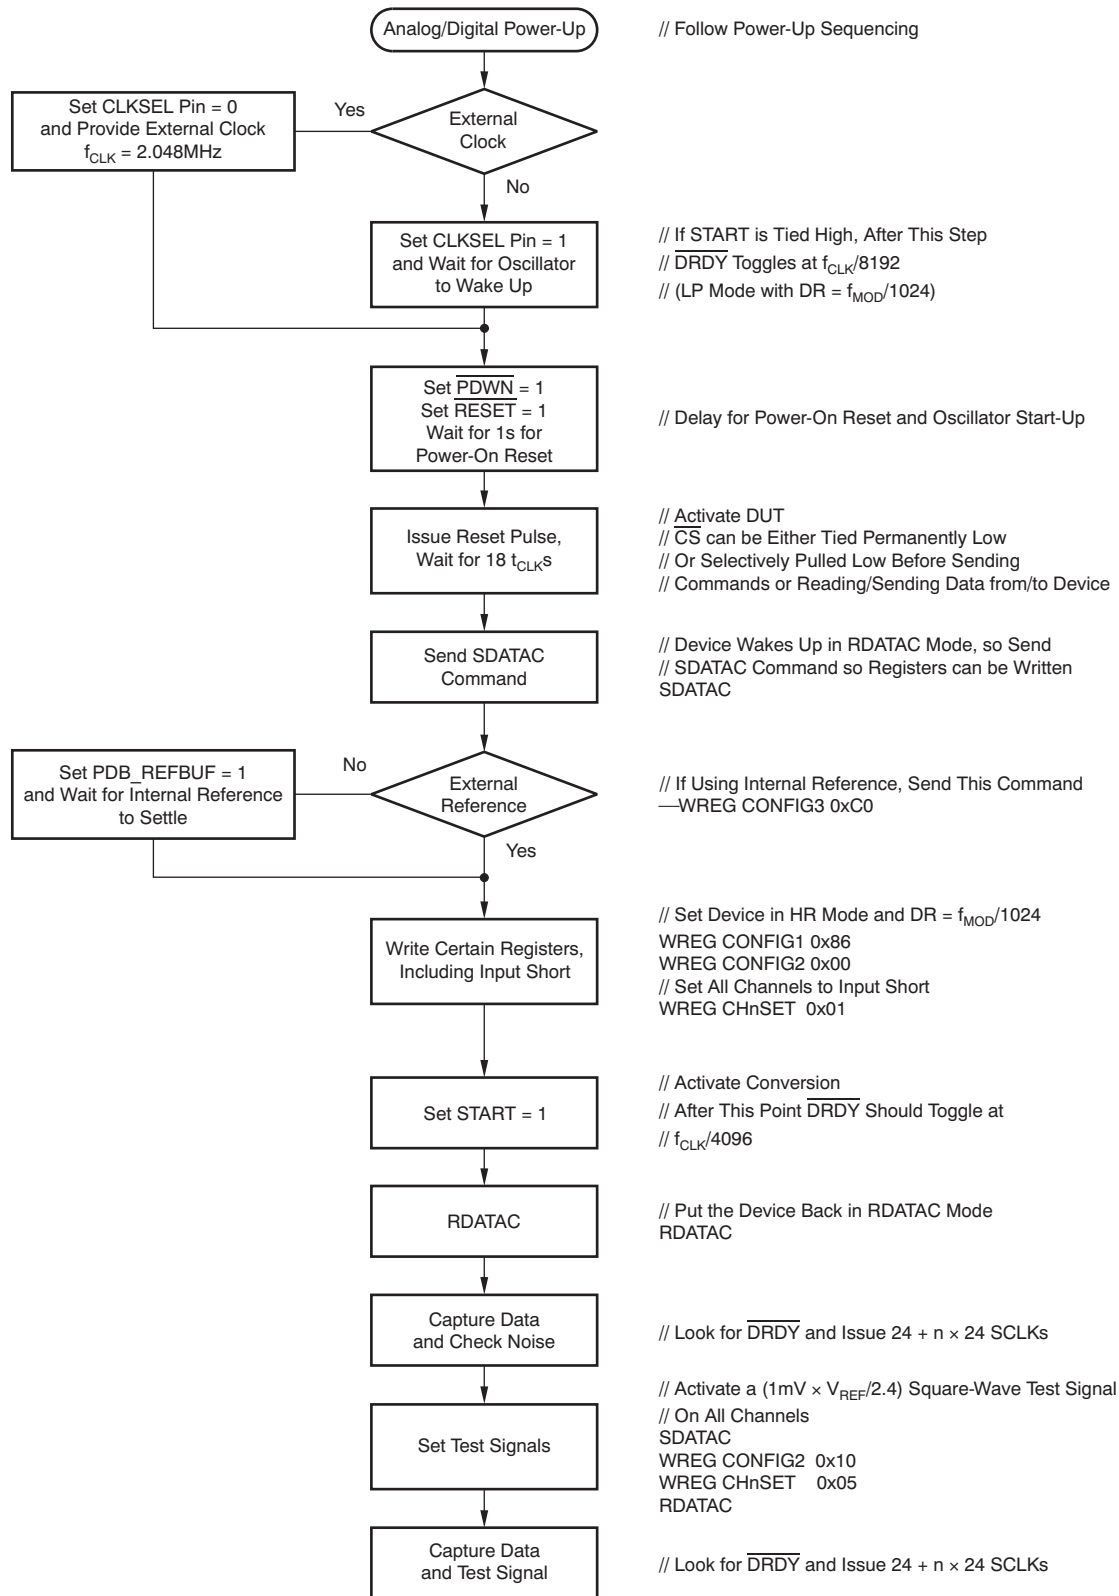 Analog/Digital Power-Up
// Follow Power-Up Sequencing
Set CLKSEL Pin = 0
and Provide External Clock
fCLK = 2.048MHz
Yes
External
Clock
No
Set CLKSEL Pin = 1
and Wait for Oscillator
to Wake Up
// If START is Tied High, After This Step
// DRDY Toggles at fCLK/8192
// (LP Mode with DR = fMOD/1024)
Set PDWN = 1
Set RESET = 1
Wait for 1s for
Power-On Reset
// Delay for Power-On Reset and Oscillator Start-Up
Issue Reset Pulse,
Wait for 18 tCLKs
// Activate DUT
// CS can be Either Tied Permanently Low
// Or Selectively Pulled Low Before Sending
// Commands or Reading/Sending Data from/to Device
Send SDATAC
Command
// Device Wakes Up in RDATAC Mode, so Send
// SDATAC Command so Registers can be Written
SDATAC
Set PDB_REFBUF = 1
and Wait for Internal Reference
to Settle
No
External
Reference
Yes
// If Using Internal Reference, Send This Command
—WREG CONFIG3 0xC0
Write Certain Registers,
Including Input Short
// Set Device in HR Mode and DR = fMOD/1024
WREG CONFIG1 0x86
WREG CONFIG2 0x00
// Set All Channels to Input Short
WREG CHnSET 0x01
Set START = 1
// Activate Conversion
// After This Point DRDY Should Toggle at
// fCLK/4096
RDATAC
// Put the Device Back in RDATAC Mode
RDATAC
Capture Data
and Check Noise
// Look for DRDY and Issue 24 + n × 24 SCLKs
Set Test Signals
// Activate a (1mV × VREF/2.4) Square-Wave Test Signal
// On All Channels
SDATAC
WREG CONFIG2 0x10
WREG CHnSET 0x05
RDATAC
Capture Data
and Test Signal
// Look for DRDY and Issue 24 + n × 24 SCLKs